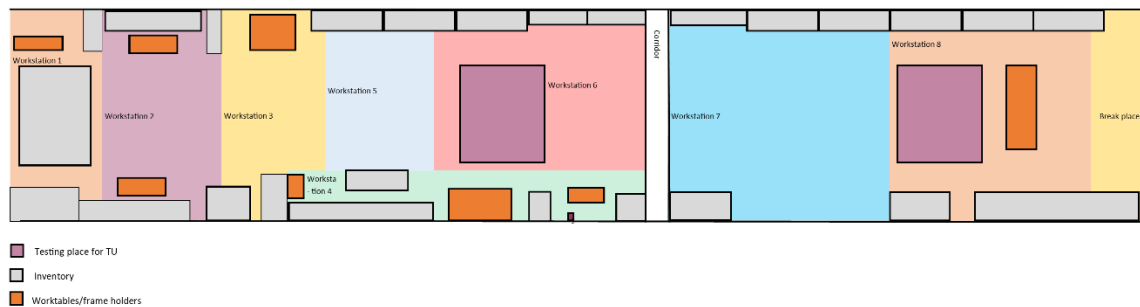 Workstation 1
Workstation 2
Workstation 3
Worksta
- tion 4
Workstation 5
Workstation 6
Corridor
Workstation 7
Workstation 8
Break place
Testing place for TU
Inventory
Worktables/frame holders